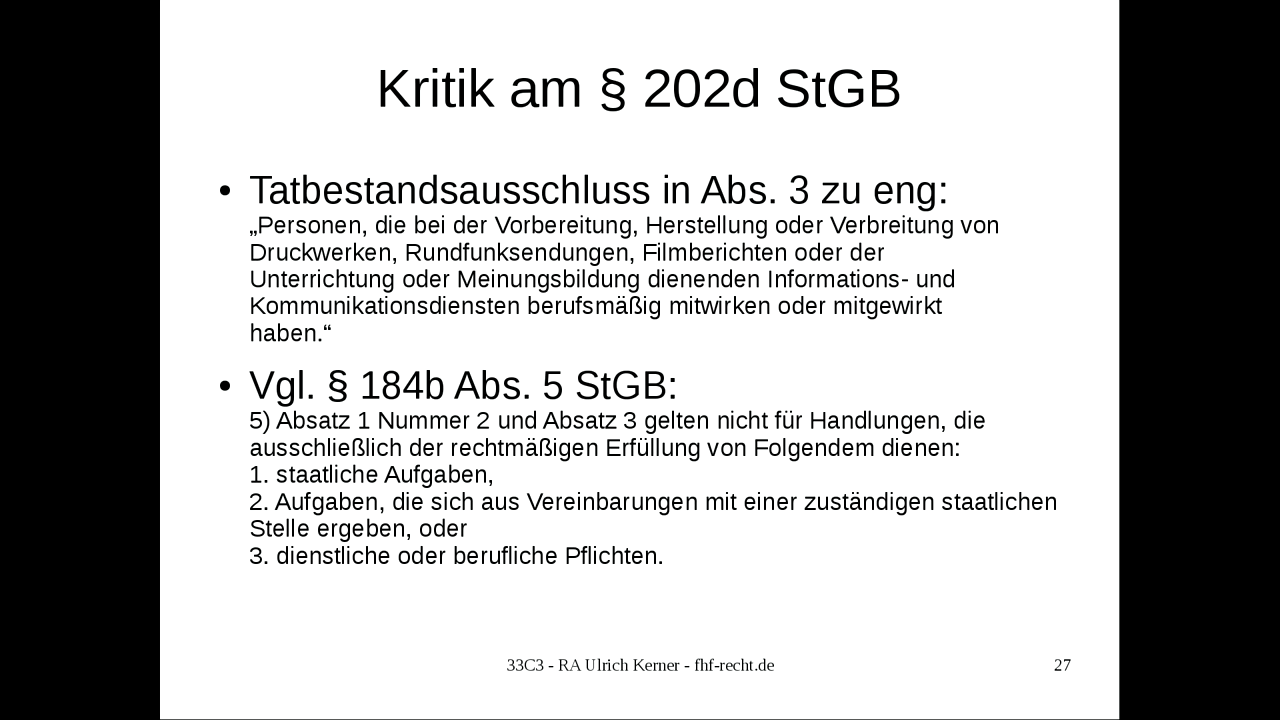 Kritik am § 202d StGB
• Tatbestandsausschluss in Abs. 3 zu eng:
„Personen, die bei der Vorbereitung, Herstellung oder Verbreitung von
Druckwerken, Rundfunksendungen, Filmberichten oder der
Unterrichtung oder Meinungsbildung dienenden Informations- und
Kommunikationsdiensten berufsmäßig mitwirken oder mitgewirkt
haben.“
• Vgl. § 184b Abs. 5 StGB:
5) Absatz 1 Nummer 2 und Absatz 3 gelten nicht für Handlungen, die
ausschließlich der rechtmäßigen Erfüllung von Folgendem dienen:
1. staatliche Aufgaben,
2. Aufgaben, die sich aus Vereinbarungen mit einer zuständigen staatlichen
Stelle ergeben, oder
3. dienstliche oder berufliche Pflichten.
33C3 - RA Ulrich Kerner - fhf-recht.de
27